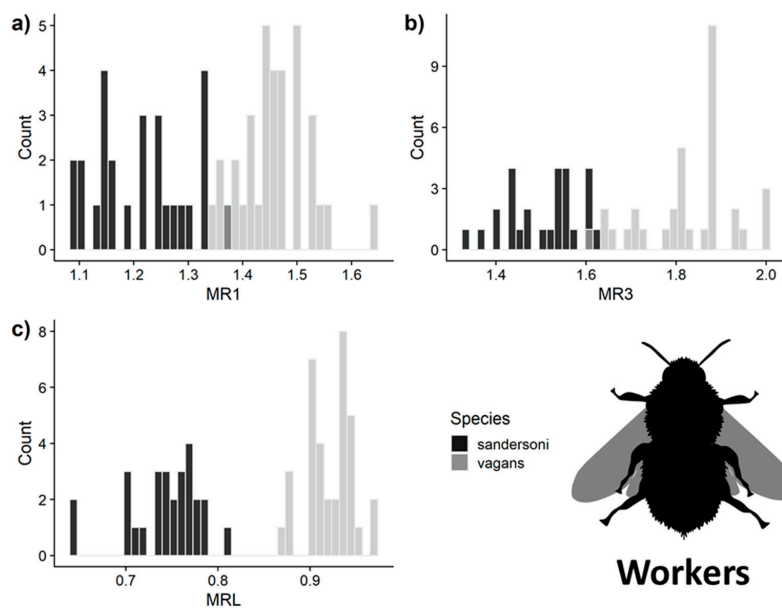 a)
5
4
3
2
1
0
Count
1.1 1.2 1.3 1.4 1.5 1.6
MR1
b)
9
6
3
0
Count
1.4 1.6 1.8 2.0
MR3
c)
8
6
4
2
0
Count
0.7 0.8 0.9
MRL
Species
sandersoni
vagans
Workers